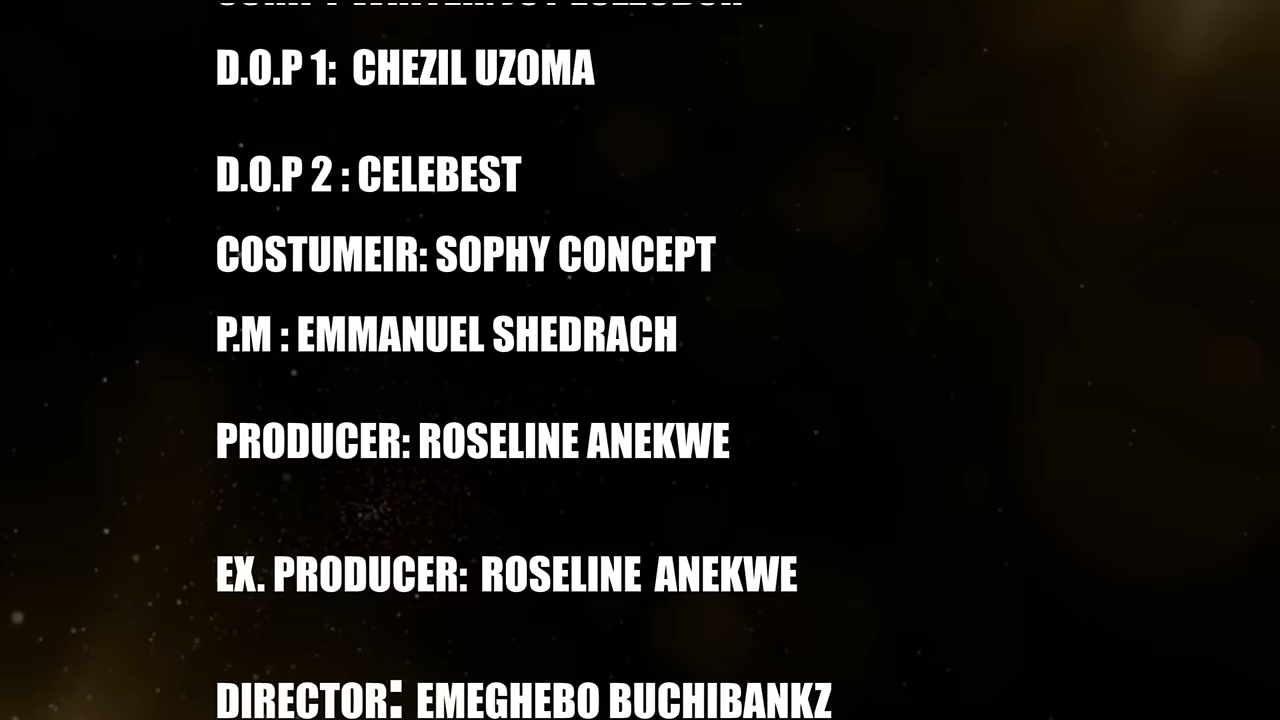 D.O.P 1: CHEZIL UZOMA
D.O.P 2 : CELEBEST
COSTUMEIR: SOPHY CONCEPT
P.M : EMMANUEL SHEDRACH
PRODUCER: ROSELINE ANEKWE
EX. PRODUCER: ROSELINE ANEKWE
DIRECTOR: EMEGHEBO BUCHIBANKZ